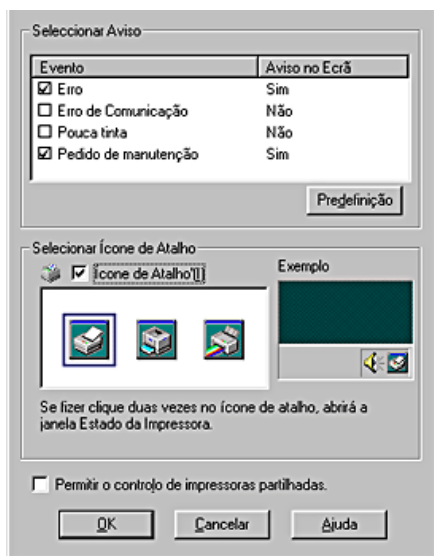 Seleccionar Aviso
Evento Aviso no Ecrã
Erro Sim
Erro de Comunicação Não
Pouca tinta Não
Pedido de manutenção Sim
Predefinição
Selecionar Ícone de Atalho
Ícone de Atalho'(I)
Exemplo
Se fizer clique duas vezes no ícone de atalho, abrirá a
janela Estado da Impressora.
Permitir o controlo de impressoras partilhadas.
OK Cancelar Ajuda